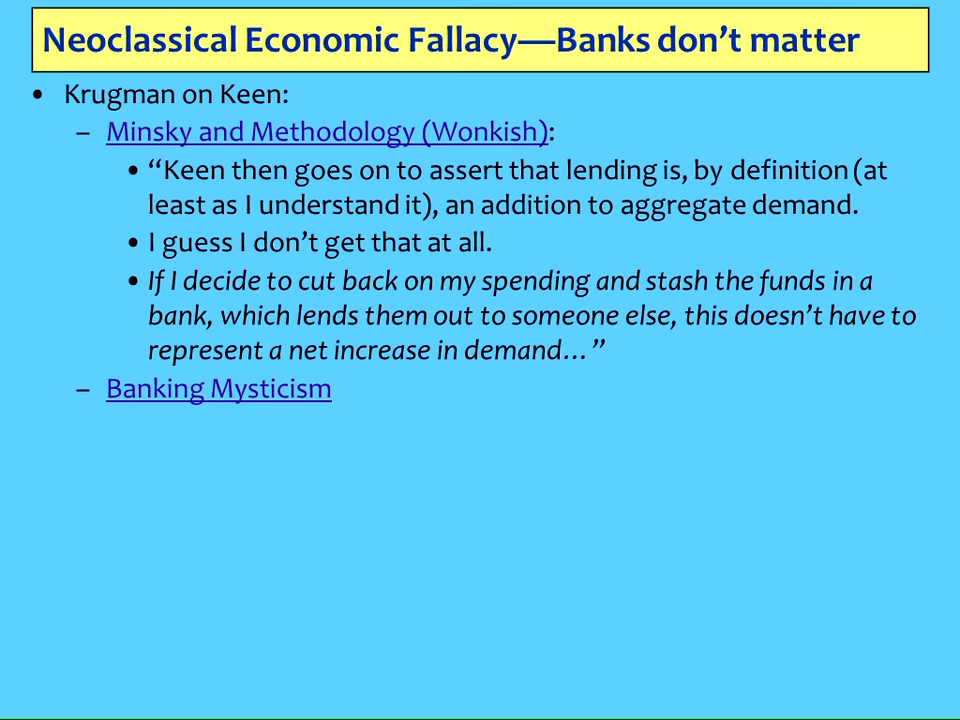 Neoclassical Economic Fallacy—Banks don’t matter
• Krugman on Keen:
– Minsky and Methodology (Wonkish):
• “Keen then goes on to assert that lending is, by definition (at
least as I understand it), an addition to aggregate demand.
• I guess I don’t get that at all.
• If I decide to cut back on my spending and stash the funds in a
bank, which lends them out to someone else, this doesn’t have to
represent a net increase in demand…”
– Banking Mysticism